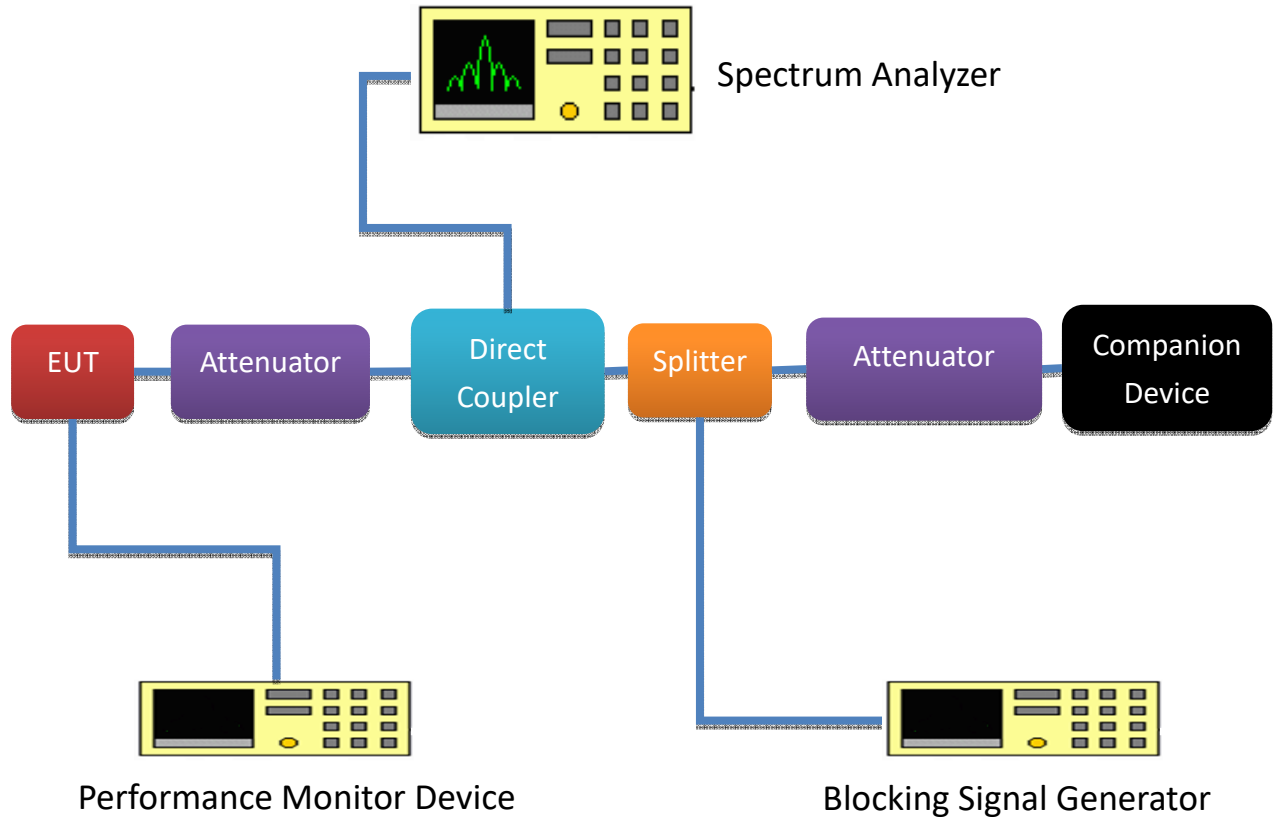 Spectrum Analyzer
EUT
Attenuator
Direct
Coupler
Splitter
Attenuator
Companion
Device
Performance Monitor Device
Blocking Signal Generator